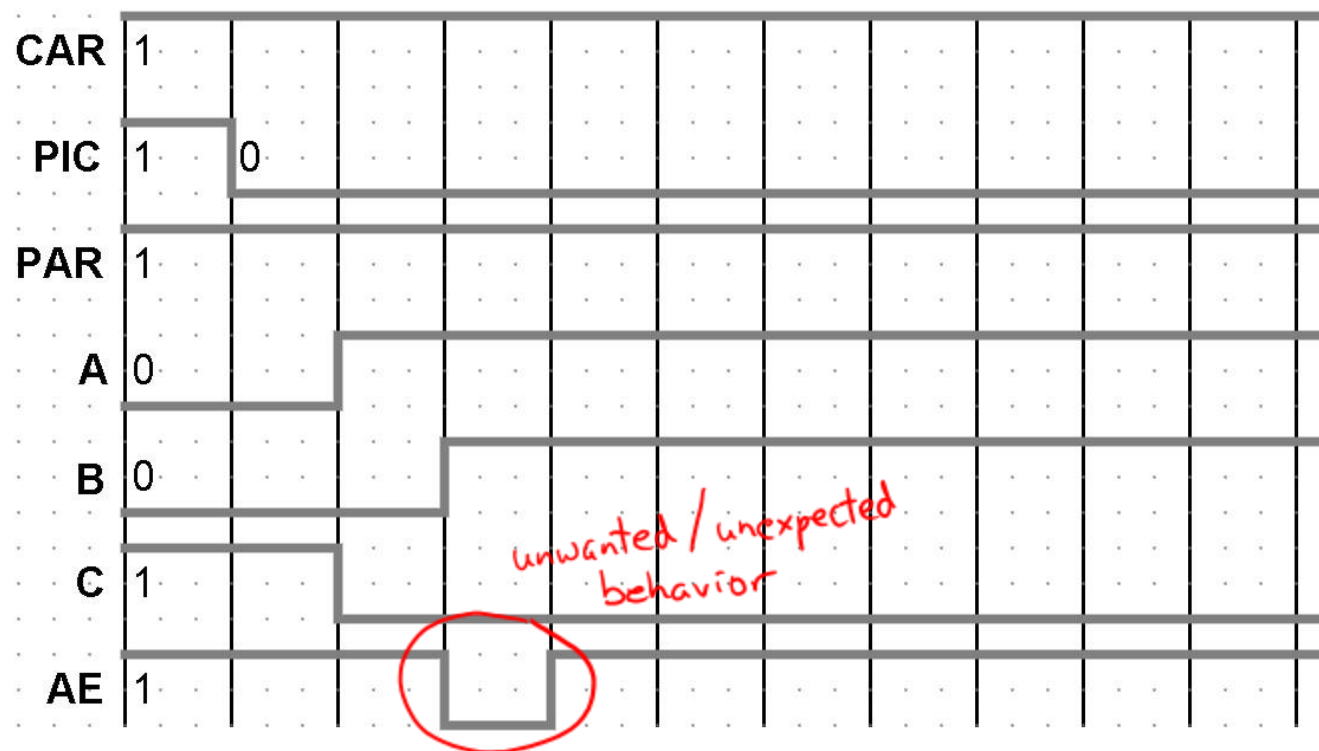 CAR 1
PIC 1 0
PAR 1
A 0
B 0
unwanted / unexpected
behavior
C 1
AE 1